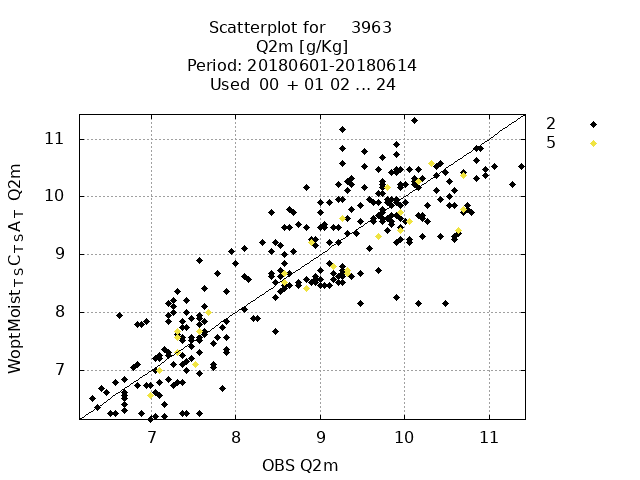 Scatterplot for 3963
Q2m [g/Kg]
Period: 20180601-20180614
Used 00 + 01 02 ... 24
2
5
11
10
9
8
7
WoptMoistTSCTSAT Q2m
7
8
9
10
11
OBS Q2m